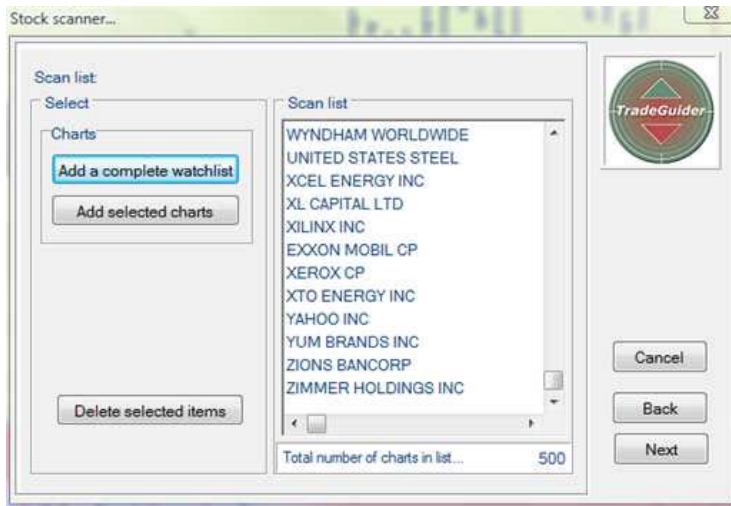 Stock scanner...
Scan list:
Select
Charts
Add a complete watchlist
Add selected charts
Delete selected items
Scan list
WYNDHAM WORLDWIDE
UNITED STATES STEEL
XCEL ENERGY INC
XL CAPITAL LTD
XILINX INC
EXXON MOBIL CP
XEROX CP
XTO ENERGY INC
YAHOO INC
YUM BRANDS INC
ZIONS BANCORP
ZIMMER HOLDINGS INC
Total number of charts in list... 500
TradeGuider
Cancel
Back
Next